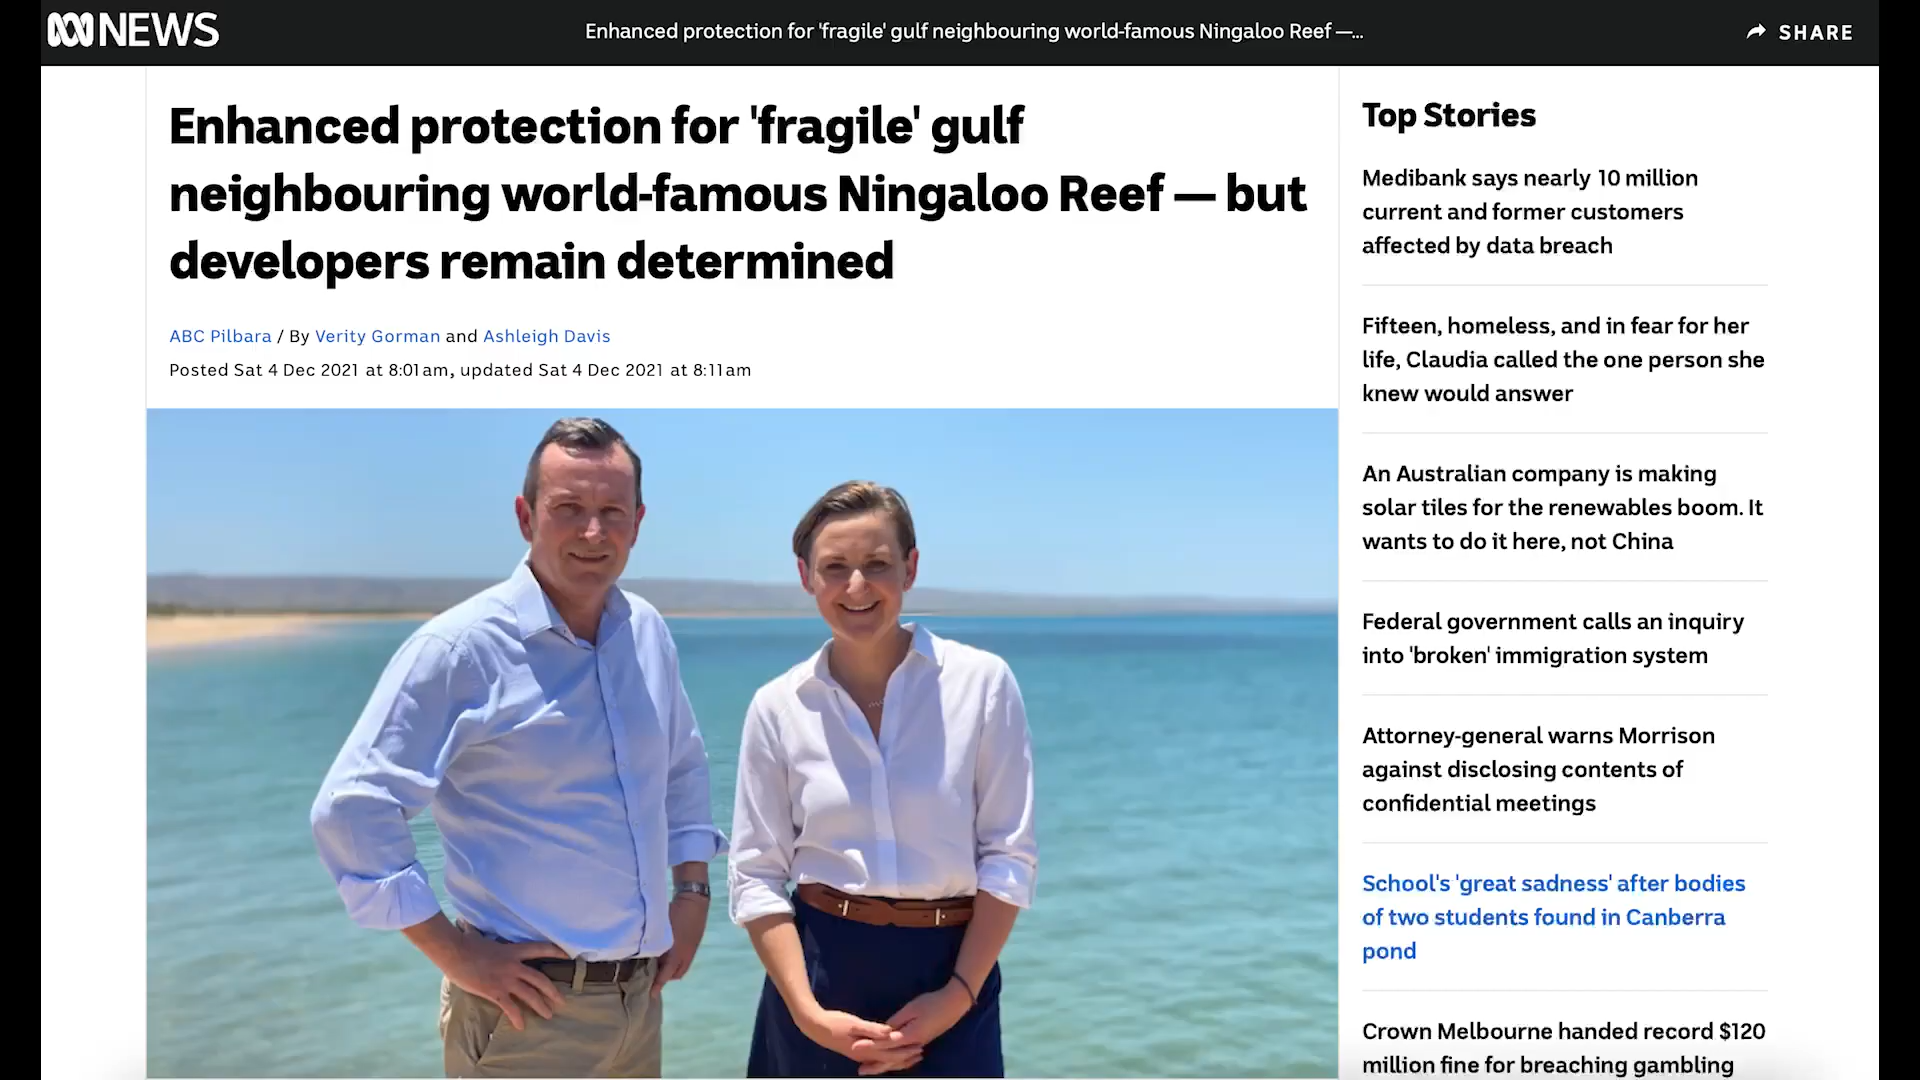 NEWS
Enhanced protection for 'fragile' gulf neighbouring world-famous Ningaloo Reef —...
SHARE
Enhanced protection for 'fragile' gulf
neighbouring world-famous Ningaloo Reef — but
developers remain determined
ABC Pilbara / By Verity Gorman and Ashleigh Davis
Posted Sat 4 Dec 2021 at 8:01am, updated Sat 4 Dec 2021 at 8:11am
Top Stories
Medibank says nearly 10 million
current and former customers
affected by data breach
Fifteen, homeless, and in fear for her
life, Claudia called the one person she
knew would answer
An Australian company is making
solar tiles for the renewables boom. It
wants to do it here, not China
Federal government calls an inquiry
into 'broken' immigration system
Attorney-general warns Morrison
against disclosing contents of
confidential meetings
School's 'great sadness' after bodies
of two students found in Canberra
pond
Crown Melbourne handed record $120
million fine for breaching gambling